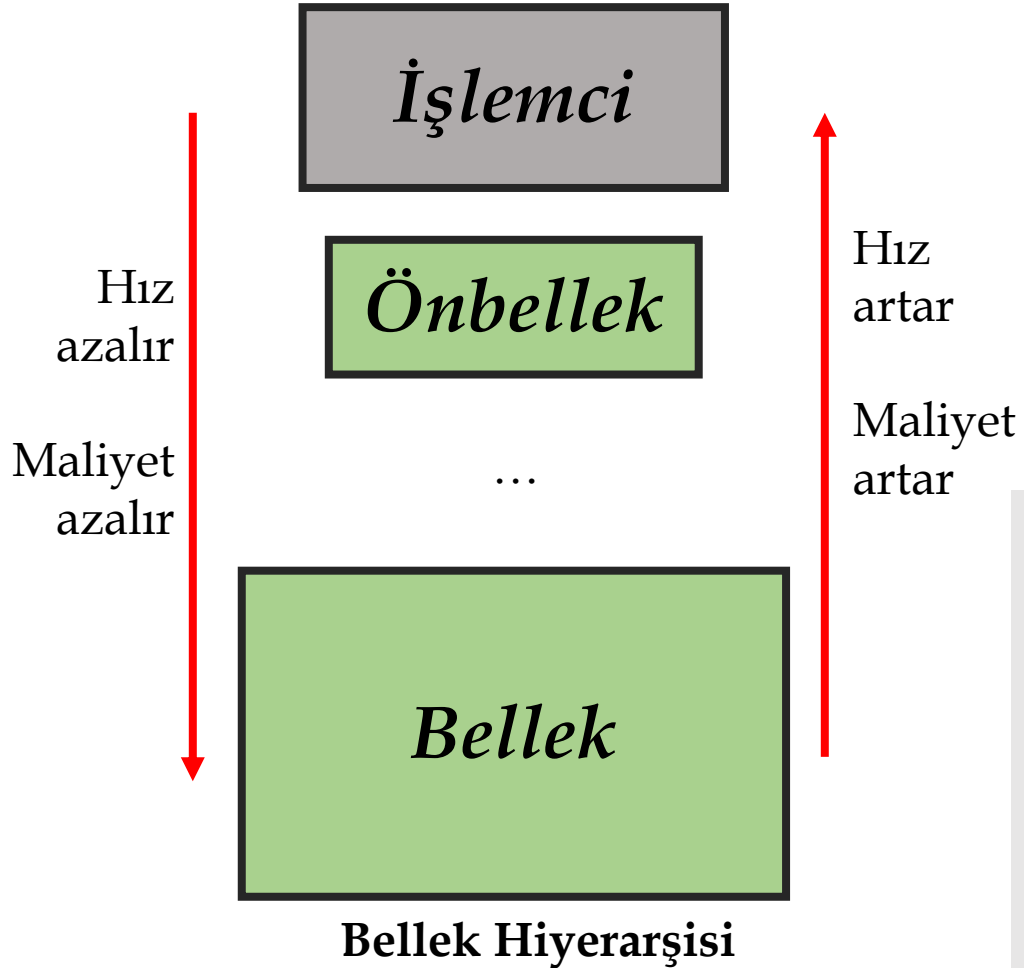 İşlemci
Önbellek
Hız
azalır
Maliyet
azalır
Hız
artar
Maliyet
artar
...
Bellek
Bellek Hiyerarşisi